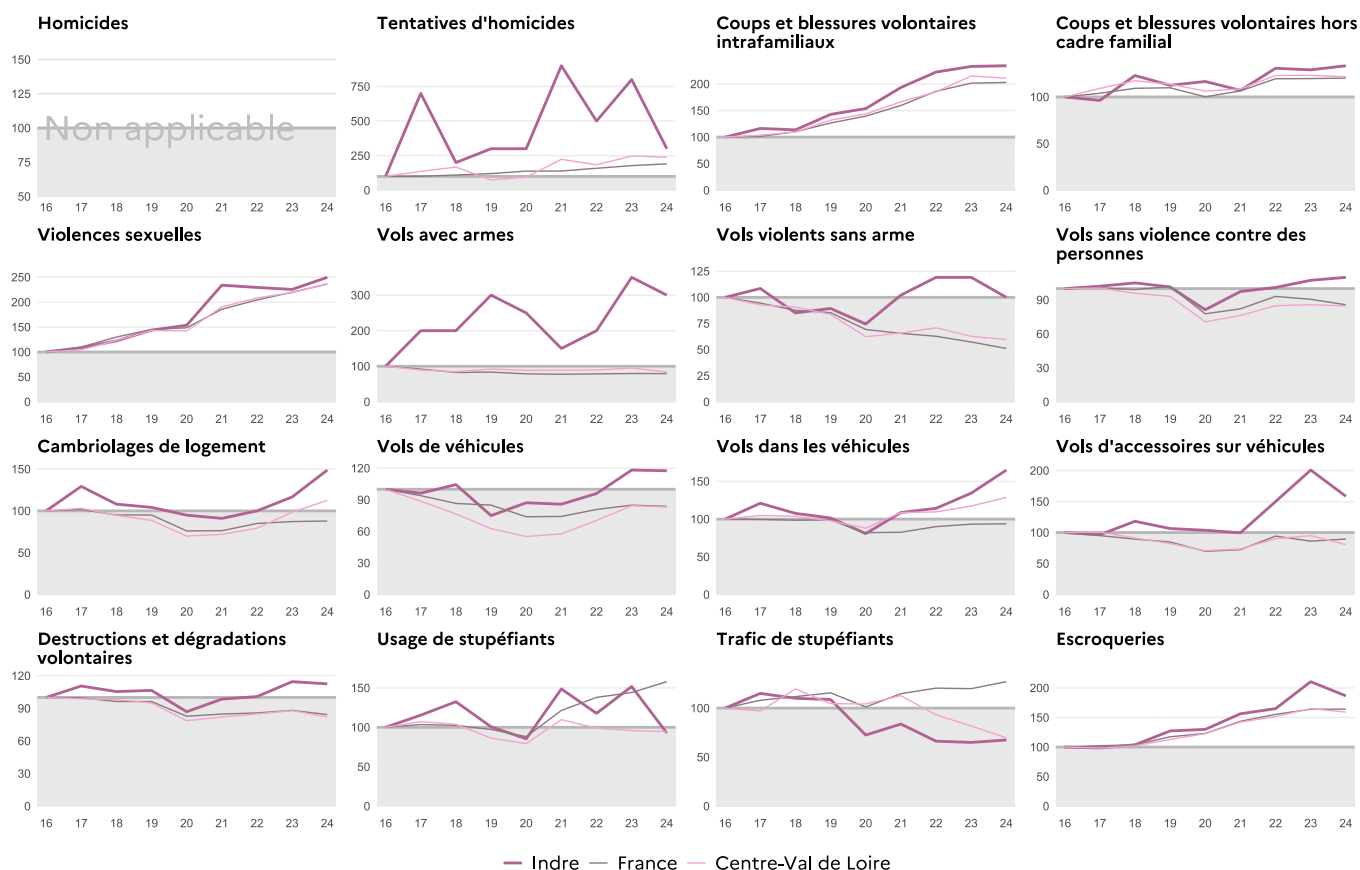 Homicides
150
125
100
75
50
Non applicable
16 17 18 19 20 21 22 23 24
Tentatives d'homicides
750
500
250
0
16 17 18 19 20 21 22 23 24
Coups et blessures volontaires
intrafamiliaux
200
150
100
50
0
16 17 18 19 20 21 22 23 24
Coups et blessures volontaires hors
cadre familial
100
50
0
16 17 18 19 20 21 22 23 24
Violences sexuelles
250
200
150
100
50
0
16 17 18 19 20 21 22 23 24
Vols avec armes
300
200
100
0
16 17 18 19 20 21 22 23 24
Vols violents sans arme
125
100
75
50
25
0
16 17 18 19 20 21 22 23 24
Vols sans violence contre des
personnes
90
60
30
0
16 17 18 19 20 21 22 23 24
Cambriolages de logement
150
100
50
0
16 17 18 19 20 21 22 23 24
Vols de véhicules
120
90
60
30
0
16 17 18 19 20 21 22 23 24
Vols dans les véhicules
150
100
50
0
16 17 18 19 20 21 22 23 24
Vols d'accessoires sur véhicules
200
150
100
50
0
16 17 18 19 20 21 22 23 24
Destructions et dégradations
volontaires
120
90
60
30
0
16 17 18 19 20 21 22 23 24
Usage de stupéfiants
150
100
50
0
16 17 18 19 20 21 22 23 24
Trafic de stupéfiants
100
50
0
16 17 18 19 20 21 22 23 24
Escroqueries
200
150
100
50
0
16 17 18 19 20 21 22 23 24
Indre France Centre-Val de Loire